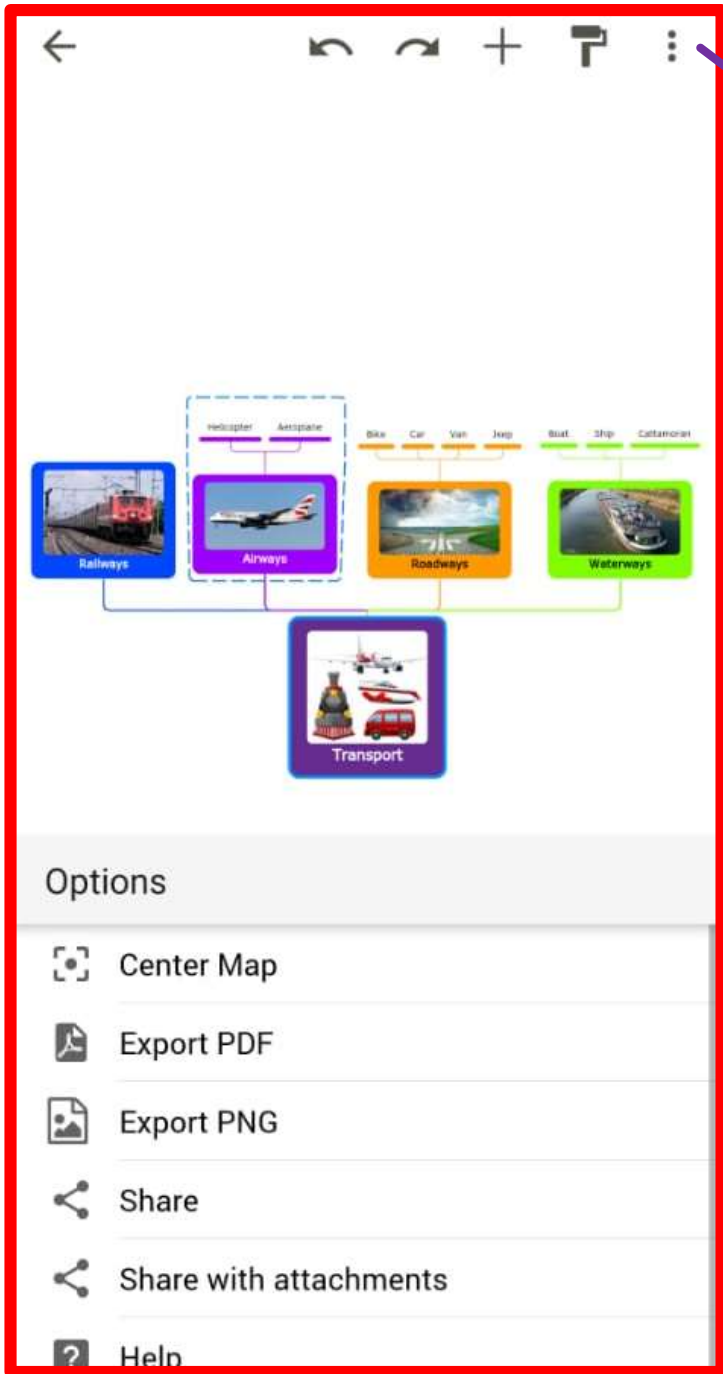 Helicopter Aeroplane
Bike Car Van Jeep
Boat Ship Cattamoran
Railways
Airways
Roadways
Waterways
Transport
Options
Center Map
Export PDF
Export PNG
Share
Share with attachments
Help